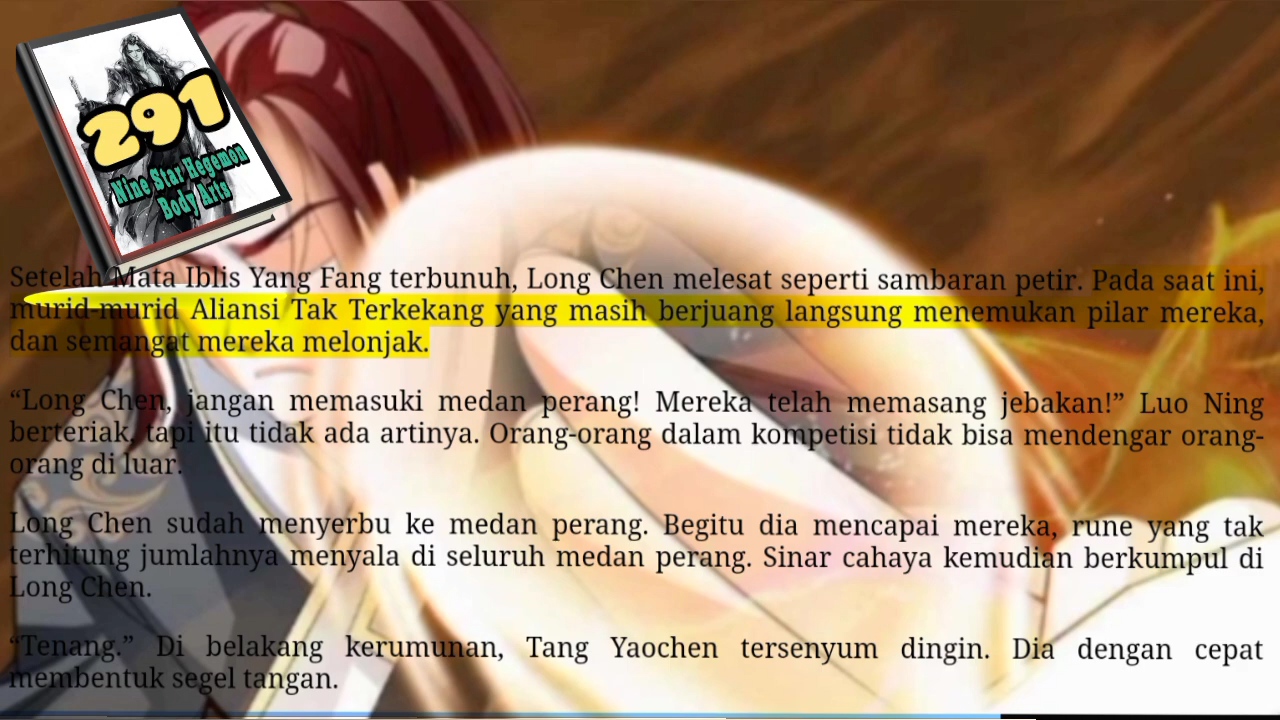 291
Nine Star Hegemon
Body Arts
Setelah Mata Iblis Yang Fang terbunuh, Long Chen melesat seperti sambaran petir. Pada saat ini,
murid-murid Aliansi Tak Terkekang yang masih berjuang langsung menemukan pilar mereka,
dan semangat mereka melonjak.
“Long Chen, jangan memasuki medan perang! Mereka telah memasang jebakan!” Luo Ning
berteriak, tapi itu tidak ada artinya. Orang-orang dalam kompetisi tidak bisa mendengar orang-
orang di luar.
Long Chen sudah menyerbu ke medan perang. Begitu dia mencapai mereka, rune yang tak
terhitung jumlahnya menyala di seluruh medan perang. Sinar cahaya kemudian berkumpul di
Long Chen.
“Tenang.” Di belakang kerumunan, Tang Yaochen tersenyum dingin. Dia dengan cepat
membentuk segel tangan.